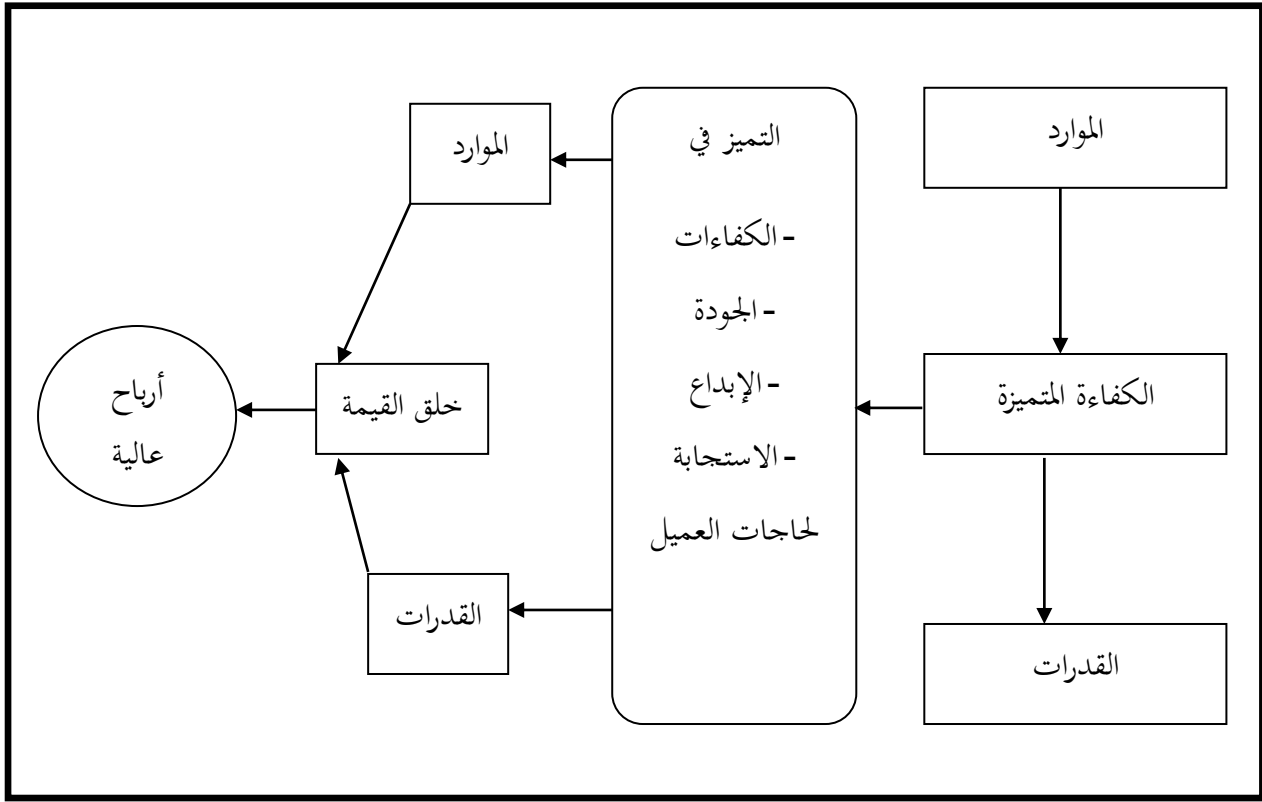 الموارد
الكفاءة المتميزة
القدرات
التميز في
-الكفاءات
-الجودة
-الإبداع
-الاستجابة
لحاجات العميل
الموارد
القدرات
خلق القيمة
أرباح
عالية